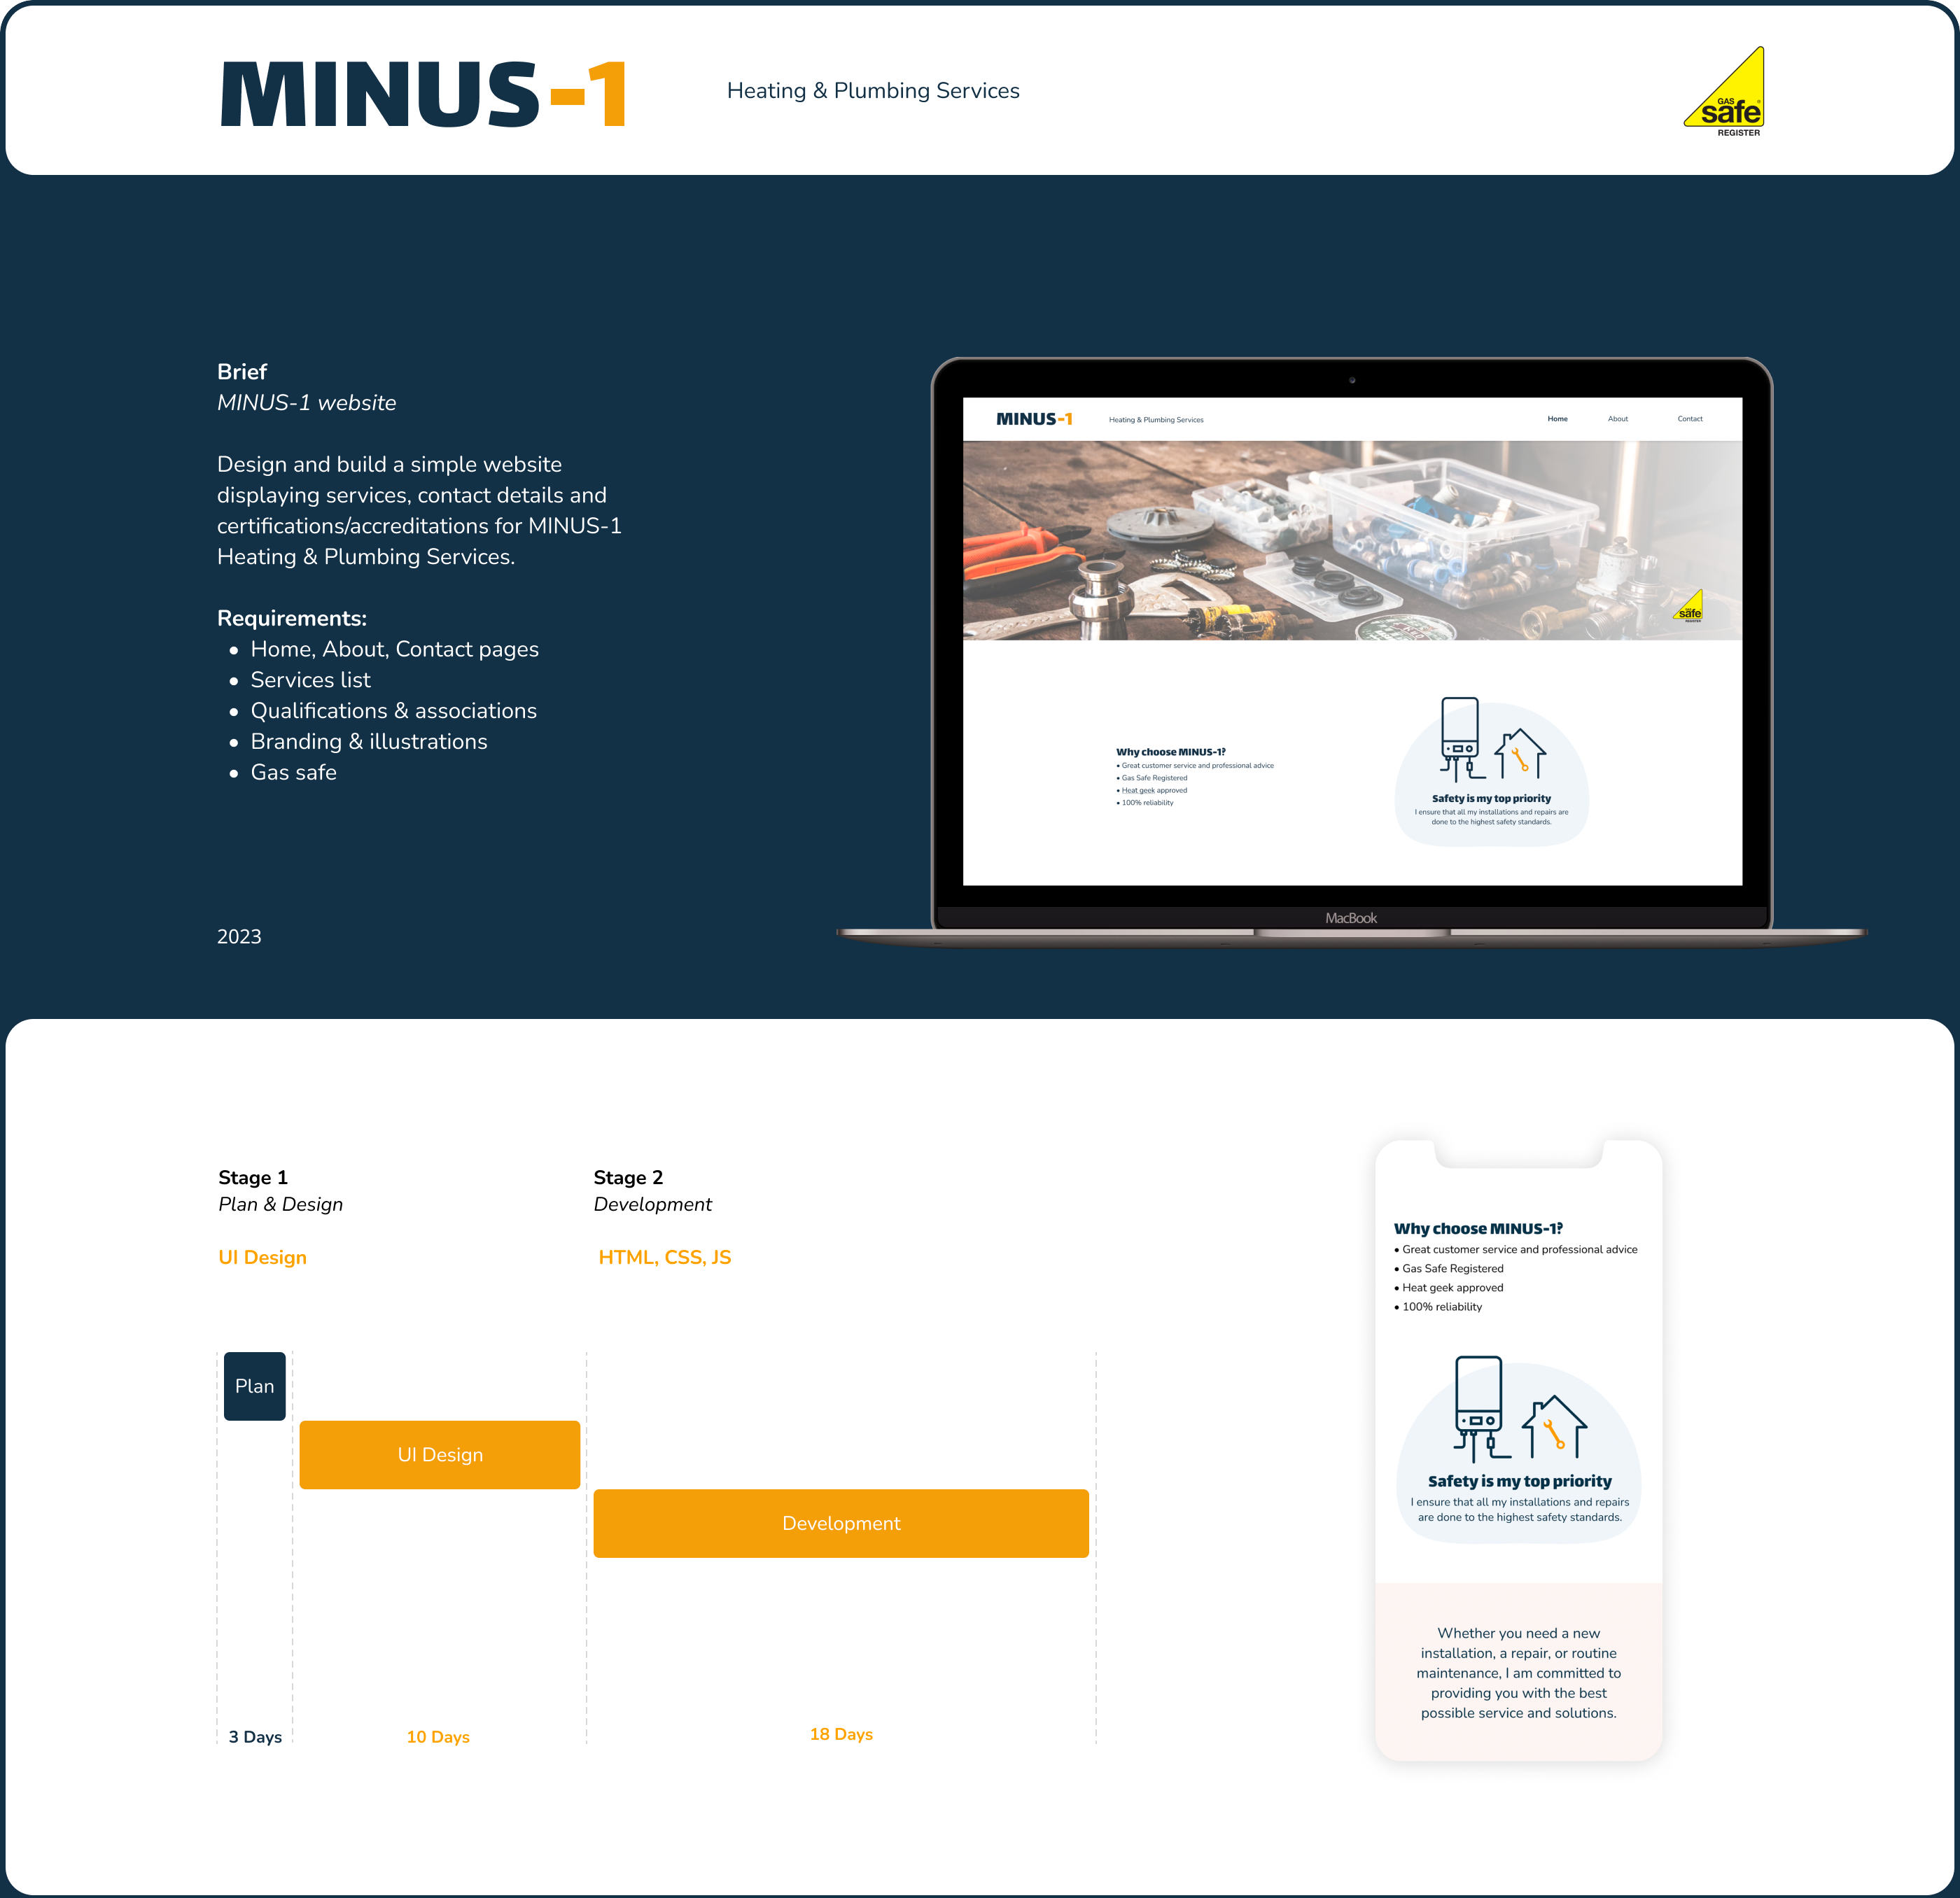 MINUS-1
Heating & Plumbing Services
GAS
safe
REGISTER
Brief
MINUS-1 website
Design and build a simple website
displaying services, contact details and
certifications/accreditations for MINUS-1
Heating & Plumbing Services.
Requirements:
• Home, About, Contact pages
• Services list
• Qualifications & associations
• Branding & illustrations
• Gas safe
2023
MINUS-1
Heating & Plumbing Services
Home
About
Contact
safe
REGISTER
Why choose MINUS-1?
• Great customer service and professional advice
• Gas Safe Registered
• Heat geek approved
• 100% reliability
Safety is my top priority
I ensure that all my installations and repairs are
done to the highest safety standards.
MacBook
Stage 1
Plan & Design
UI Design
Stage 2
Development
HTML, CSS, JS
Plan
UI Design
Development
3 Days
10 Days
18 Days
Why choose MINUS-1?
• Great customer service and professional advice
• Gas Safe Registered
• Heat geek approved
• 100% reliability
Safety is my top priority
I ensure that all my installations and repairs
are done to the highest safety standards.
Whether you need a new
installation, a repair, or routine
maintenance, I am committed to
providing you with the best
possible service and solutions.